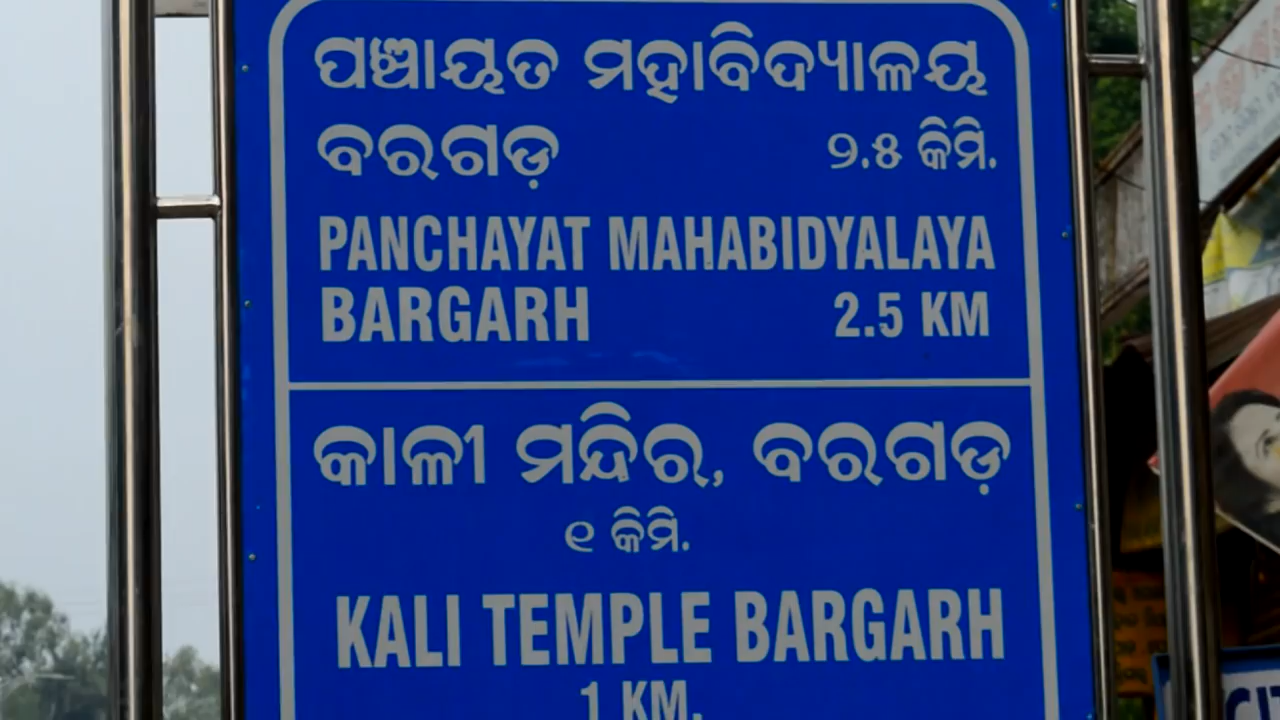 ପଞ୍ଚାୟତ ମହାବିଦ୍ୟାଳୟ
ବରଗଡ଼ ୨.୫ କିମି.
PANCHAYAT MAHABIDYALAYA
BARGARH 2.5 KM
କାଳୀ ମନ୍ଦିର, ବରଗଡ଼
୧ କିମି.
KALI TEMPLE BARGARH
1 KM.